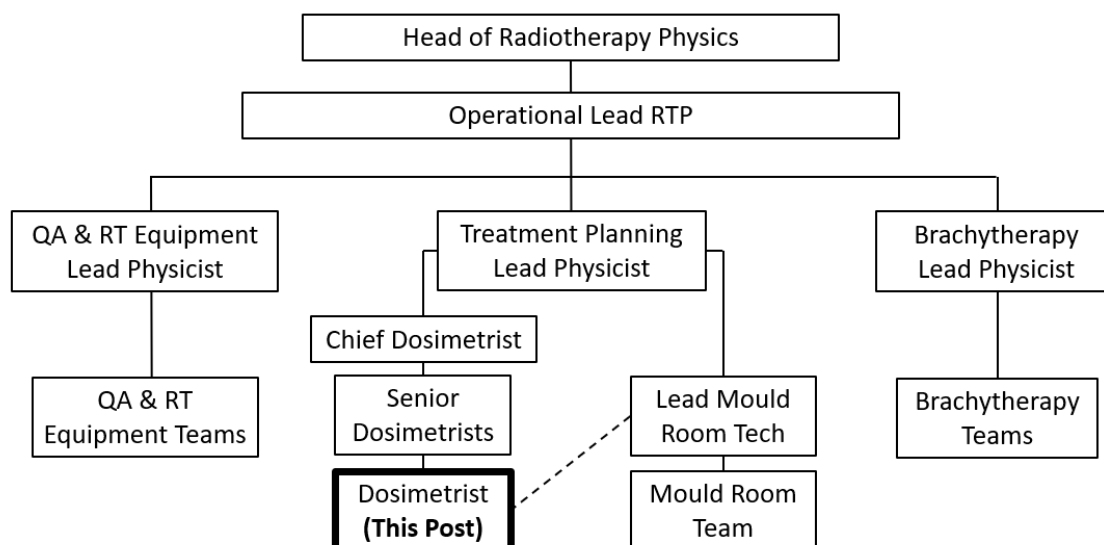 Head of Radiotherapy Physics
Operational Lead RTP
QA & RT Equipment
Lead Physicist
Treatment Planning
Lead Physicist
Brachytherapy
Lead Physicist
Chief Dosimetrist
QA & RT
Equipment Teams
Senior
Dosimetrists
Lead Mould
Room Tech
Brachytherapy
Teams
Dosimetrist
(This Post)
Mould Room
Team